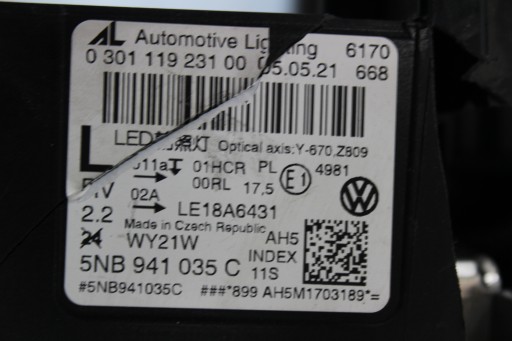 AL Automotive Lighting 6170
0 301 119 231 00 05.05.21 668
L LED 灯 Optical axis:Y-670,Z809
01HCR PL E1 4981
00RL 17,5
02A LE18A6431
2.2 Made in Czech Republic
24 WY21W AH5
5NB 941 035 C INDEX 11S
#5NB941035C ###*899 AH5M1703189*=